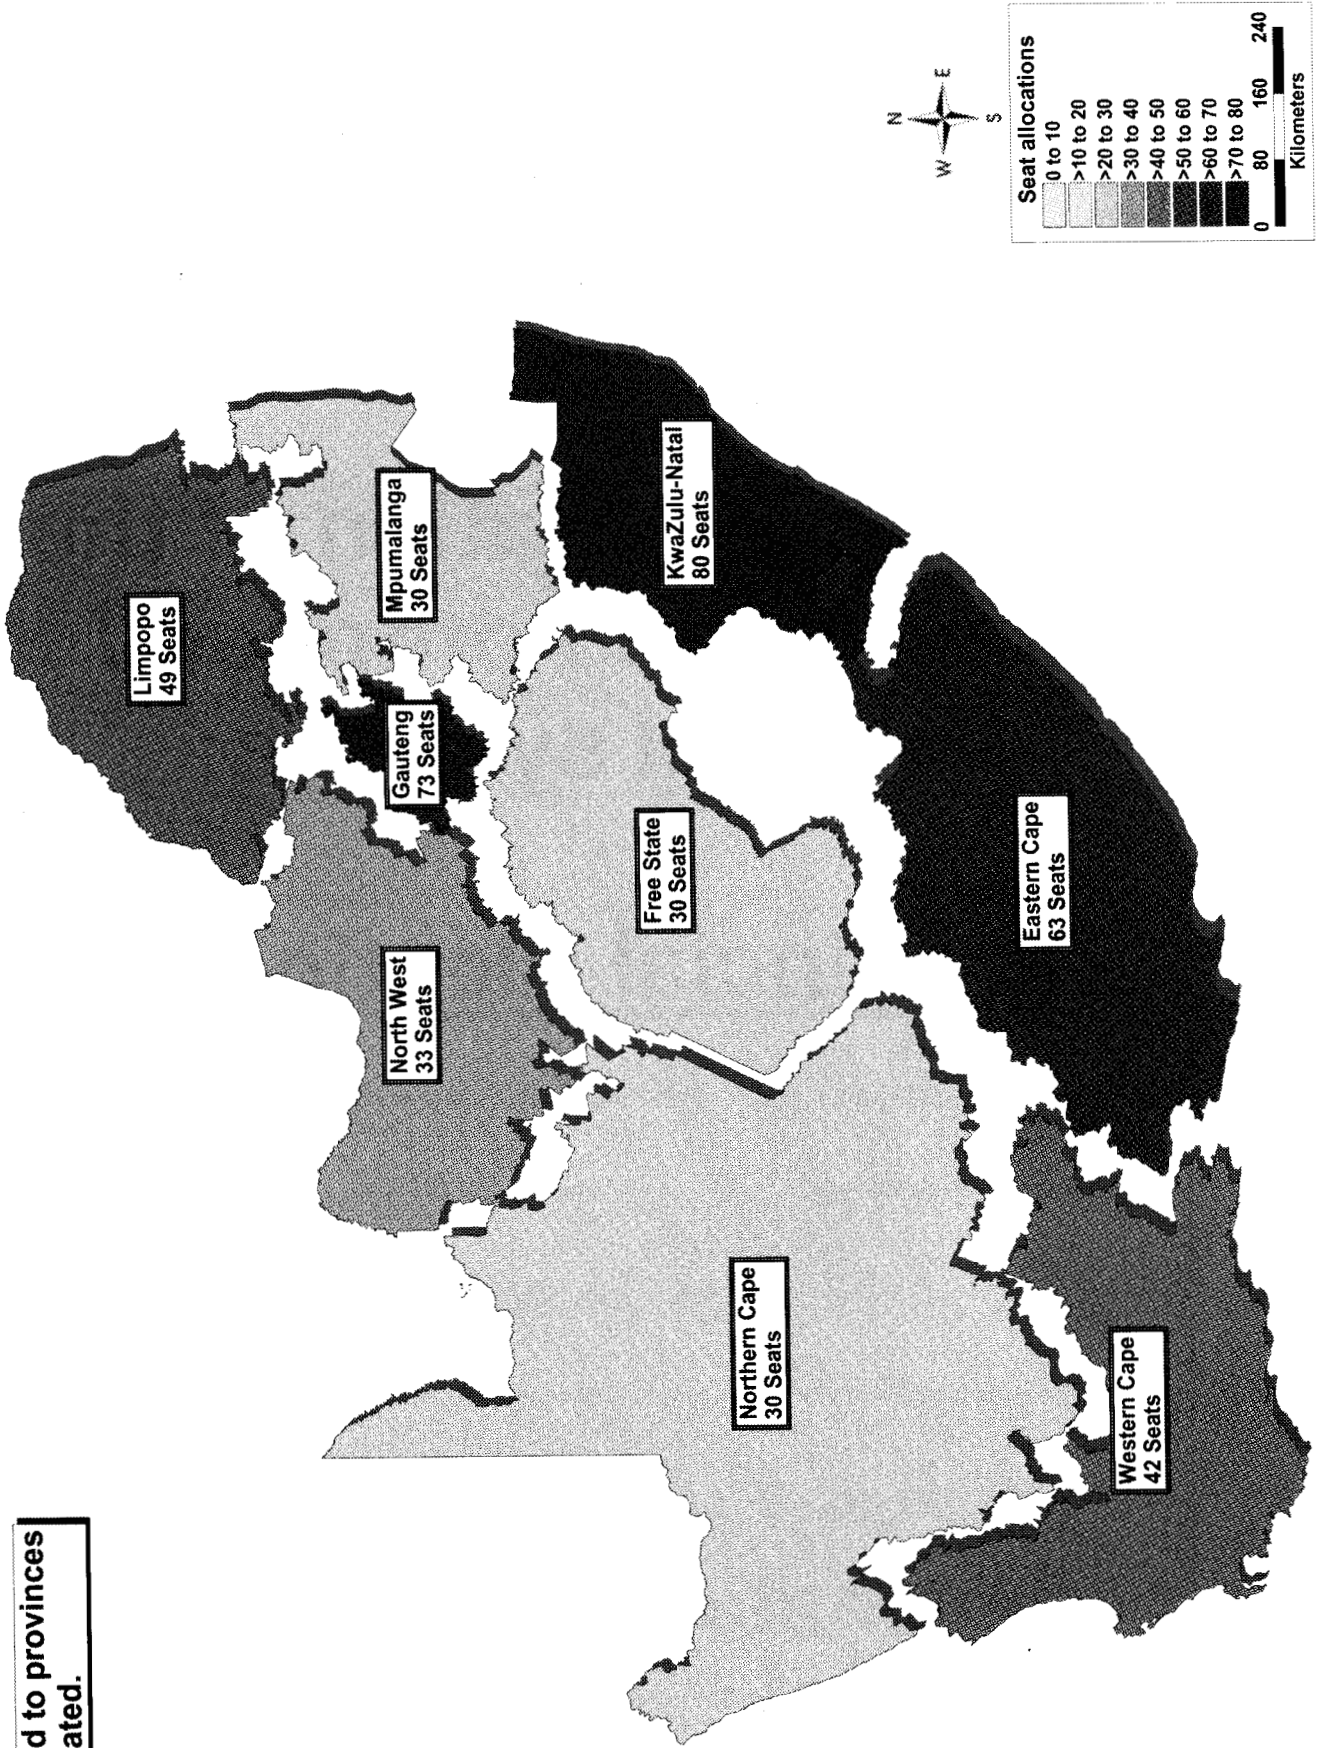 d to provinces
ated.
Limpopo
49 Seats
Mpumalanga
30 Seats
Gauteng
73 Seats
North West
33 Seats
KwaZulu-Natal
80 Seats
Free State
30 Seats
Northern Cape
30 Seats
Eastern Cape
63 Seats
Western Cape
42 Seats
N
W E
S
Seat allocations
0 to 10
>10 to 20
>20 to 30
>30 to 40
>40 to 50
>50 to 60
>60 to 70
>70 to 80
0 80 160 240
Kilometers